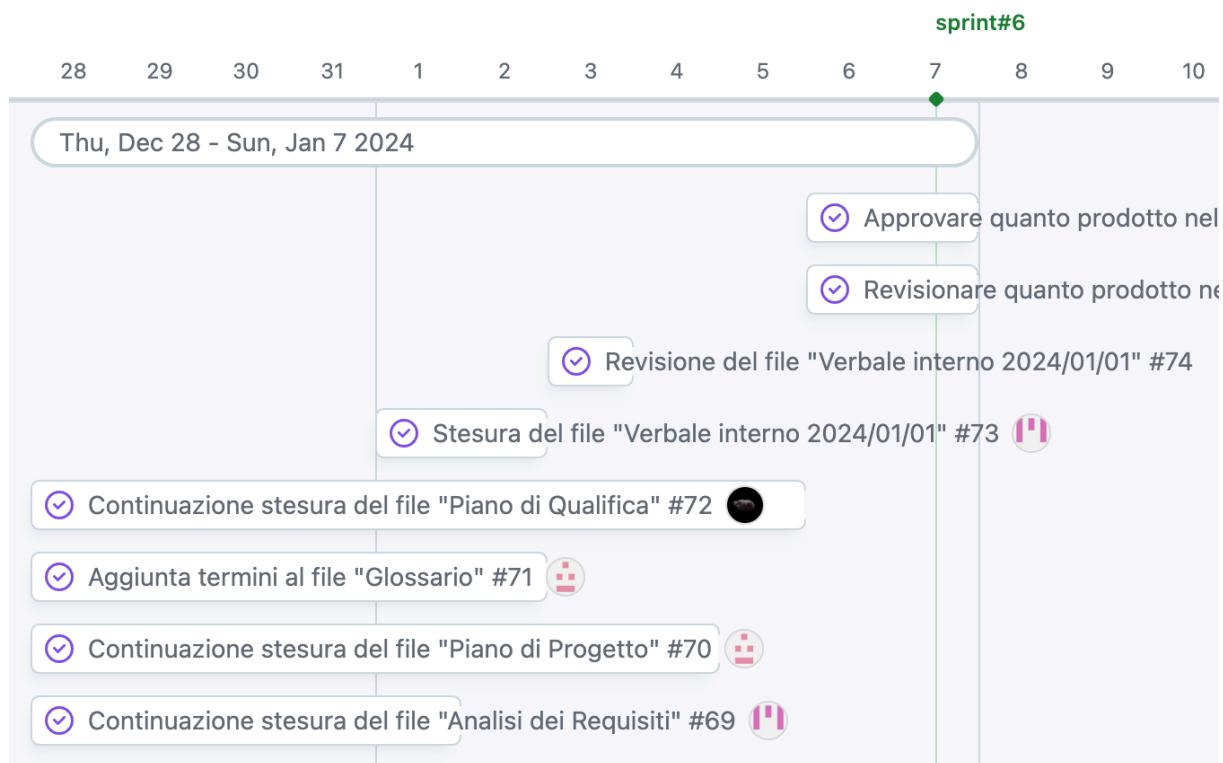 sprint#6
28 29 30 31 1 2 3 4 5 6 7 8 9 10
Thu, Dec 28 - Sun, Jan 7 2024
Approvare quanto prodotto nel
Revisionare quanto prodotto ne
Revisione del file "Verbale interno 2024/01/01" #74
Stesura del file "Verbale interno 2024/01/01" #73
Continuazione stesura del file "Piano di Qualifica" #72
Aggiunta termini al file "Glossario" #71
Continuazione stesura del file "Piano di Progetto" #70
Continuazione stesura del file "Analisi dei Requisiti" #69